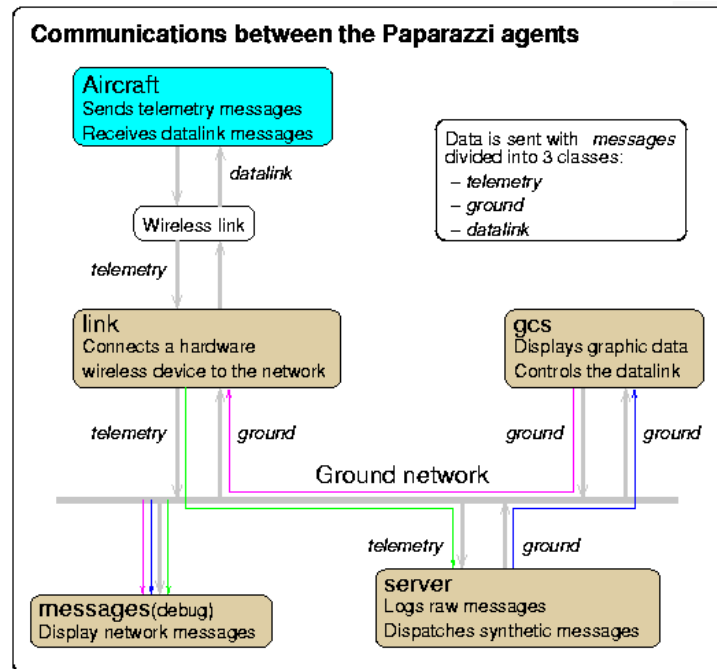 Communications between the Paparazzi agents
Aircraft
Sends telemetry messages
Receives datalink messages
Data is sent with messages
divided into 3 classes:
– telemetry
– ground
– datalink
datalink
Wireless link
telemetry
link
Connects a hardware
wireless device to the network
gcs
Displays graphic data
Controls the datalink
telemetry
ground
ground
ground
Ground network
telemetry
ground
messages(debug)
Display network messages
server
Logs raw messages
Dispatches synthetic messages